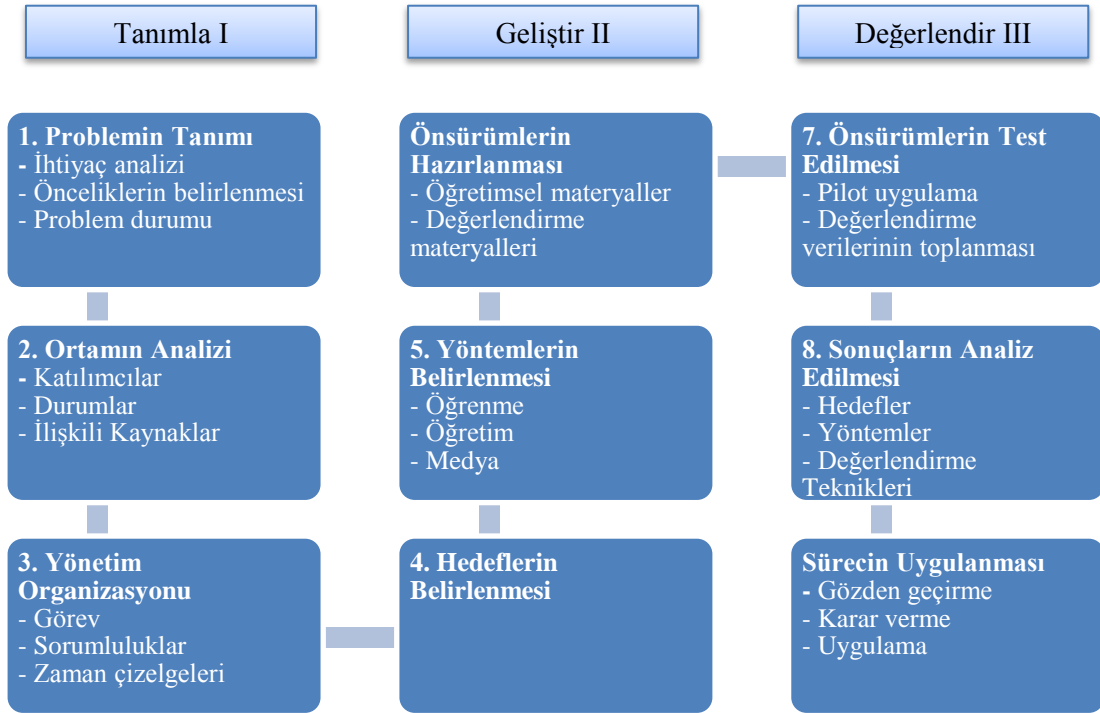 Tanımla I
1. Problemin Tanımı
- İhtiyaç analizi
- Önceliklerin belirlenmesi
- Problem durumu
2. Ortamın Analizi
- Katılımcılar
- Durumlar
- İlişkili Kaynaklar
3. Yönetim
Organizasyonu
- Görev
- Sorumluluklar
- Zaman çizelgeleri
Geliştir II
Önsürümlerin
Hazırlanması
- Öğretimsel materyaller
- Değerlendirme
materyalleri
5. Yöntemlerin
Belirlenmesi
- Öğrenme
- Öğretim
- Medya
4. Hedeflerin
Belirlenmesi
Değerlendir III
7. Önsürümlerin Test
Edilmesi
- Pilot uygulama
- Değerlendirme
verilerinin toplanması
8. Sonuçların Analiz
Edilmesi
- Hedefler
- Yöntemler
- Değerlendirme
Teknikleri
Sürecin Uygulanması
- Gözden geçirme
- Karar verme
- Uygulama